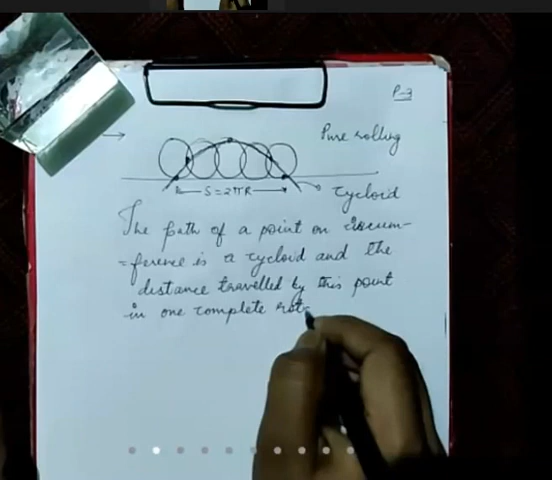 P-3
Pure rolling
S = 2πR
Cycloid
The path of a point on circum-
=ference is a cycloid and the
distance travelled by this point
in one complete rot